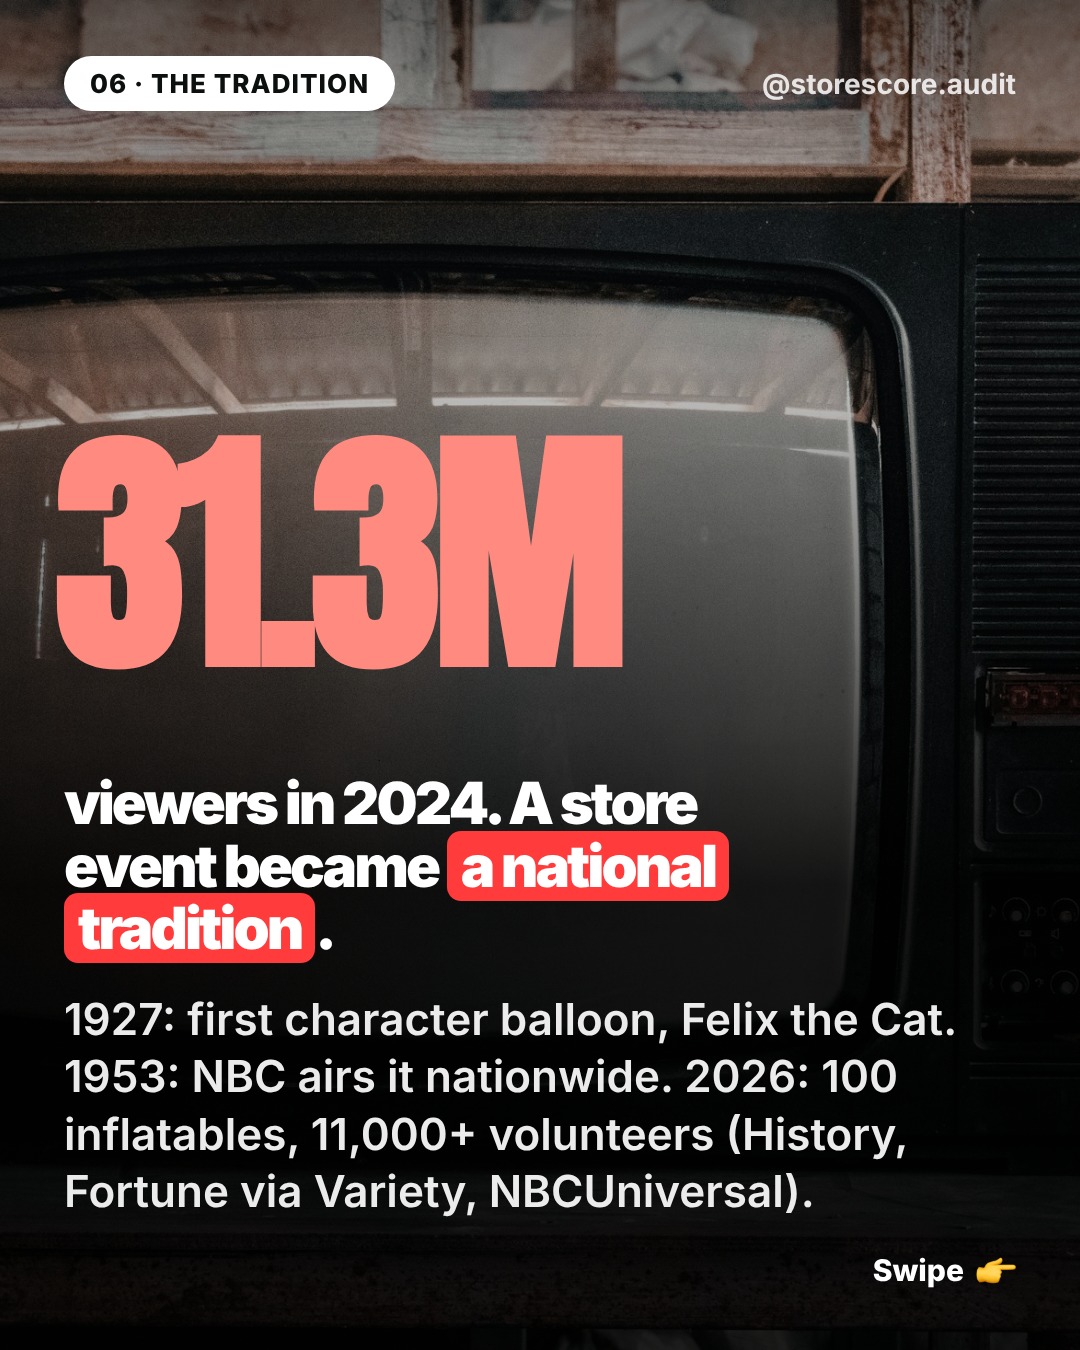 06 · THE TRADITION
@storescore.audit
31.3M
viewers in 2024. A store
event became a national
tradition.
1927: first character balloon, Felix the Cat.
1953: NBC airs it nationwide. 2026: 100
inflatables, 11,000+ volunteers (History,
Fortune via Variety, NBCUniversal).
Swipe 👉